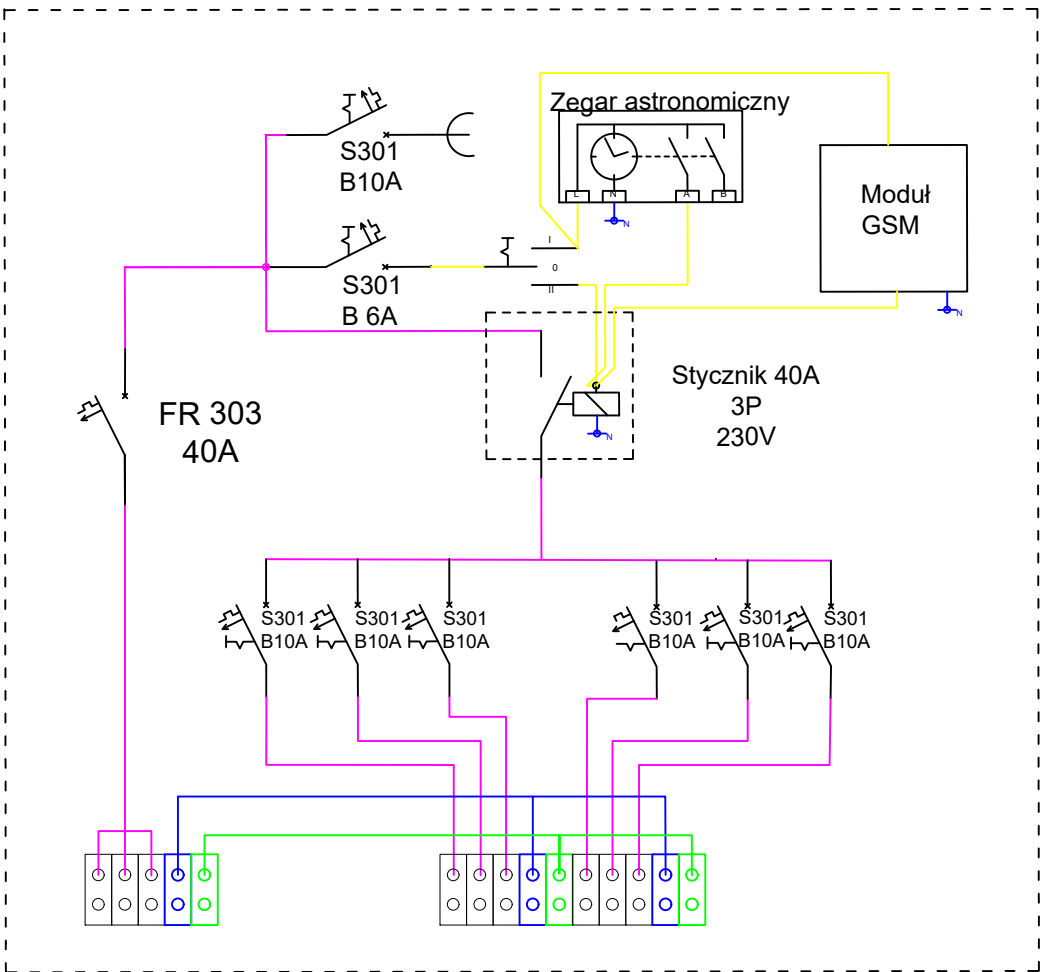 Zegar astronomiczny
S301
B10A
L
N
A
B
N
Moduł
GSM
I
0
II
S301
B 6A
N
Stycznik 40A
3P
230V
FR 303
40A
N
S301
B10A
S301
B10A
S301
B10A
S301
B10A
S301
B10A
S301
B10A